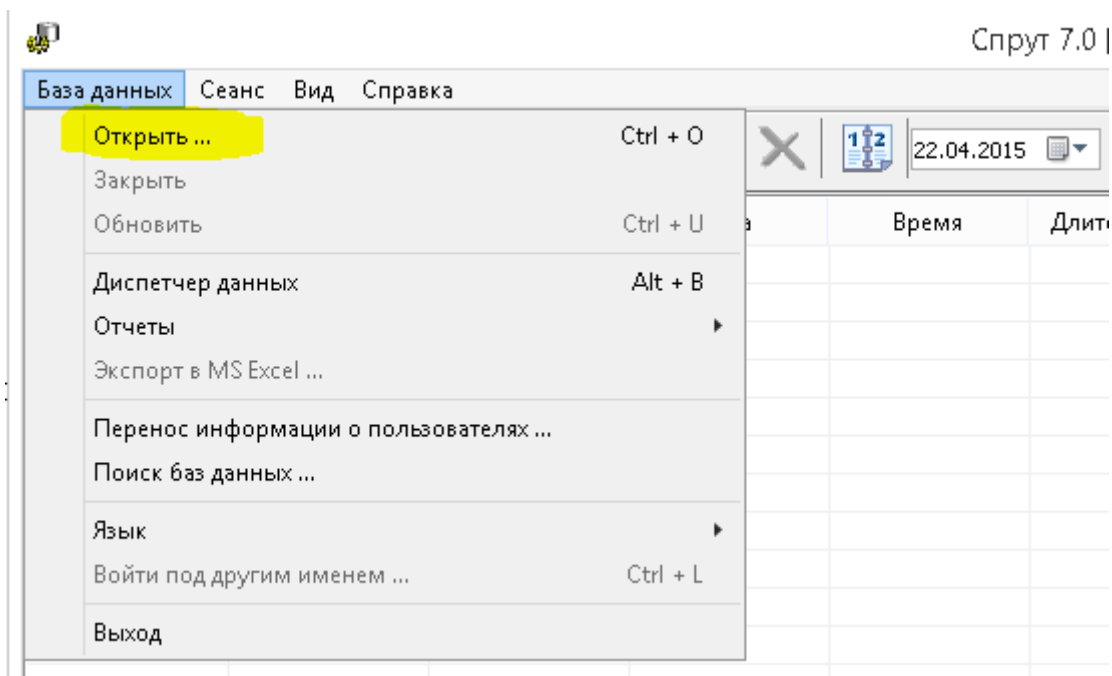 Спрут 7.0
База данных Сеанс Вид Справка
Открыть ... Ctrl + O
22.04.2015
Закрыть
Обновить Ctrl + U
Время
Диспетчер данных Alt + B
Отчеты
Экспорт в MS Excel ...
Перенос информации о пользователях ...
Поиск баз данных ...
Язык
Войти под другим именем ... Ctrl + L
Выход